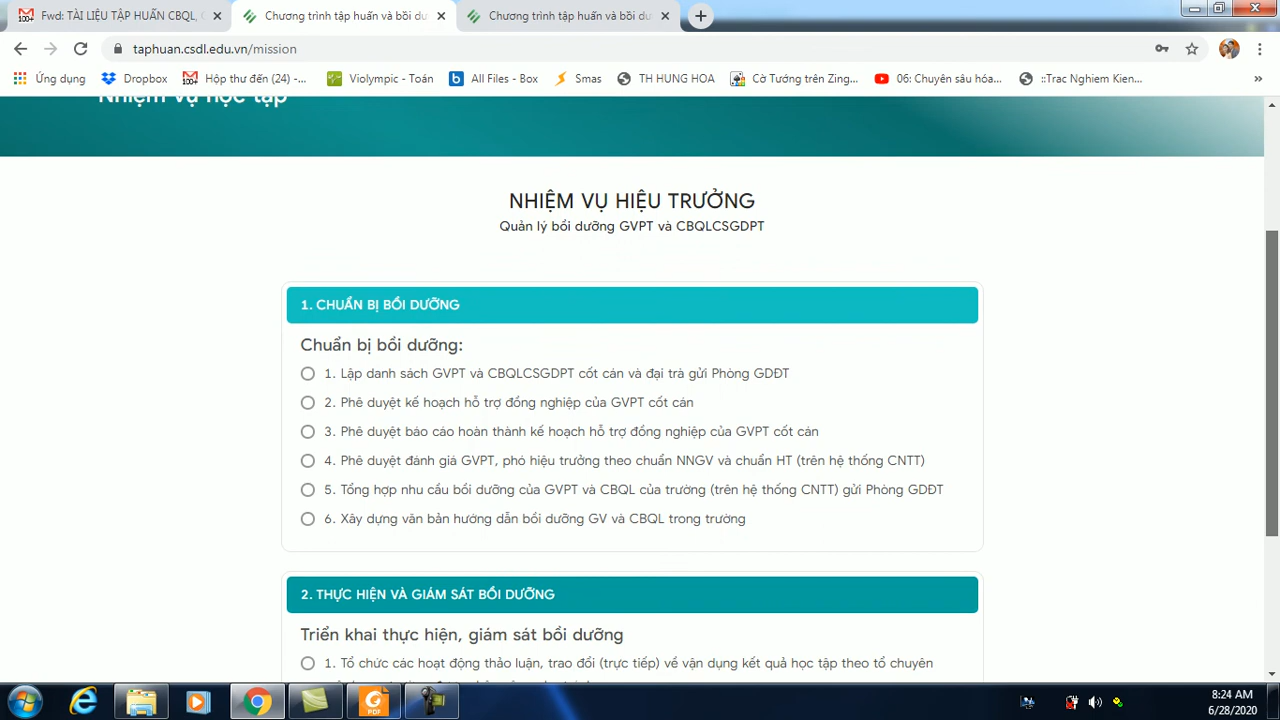 Fwd: TÀI LIỆU TẬP HUẤN CBQL,
Chương trình tập huấn và bồi dư
Chương trình tập huấn và bồi dư
taphuan.csdl.edu.vn/mission
Ứng dụng
Dropbox
Hộp thư đến (24) -...
Violympic - Toán
All Files - Box
Smas
TH HUNG HOA
Cờ Tướng trên Zing...
06: Chuyên sâu hóa...
::Trac Nghiem Kien...
»
Nhiệm vụ học tập
NHIỆM VỤ HIỆU TRƯỞNG
Quản lý bồi dưỡng GVPT và CBQLCSGDPT
1. CHUẨN BỊ BỒI DƯỠNG
Chuẩn bị bồi dưỡng:
1. Lập danh sách GVPT và CBQLCSGDPT cốt cán và đại trà gửi Phòng GDĐT
2. Phê duyệt kế hoạch hỗ trợ đồng nghiệp của GVPT cốt cán
3. Phê duyệt báo cáo hoàn thành kế hoạch hỗ trợ đồng nghiệp của GVPT cốt cán
4. Phê duyệt đánh giá GVPT, phó hiệu trưởng theo chuẩn NNGV và chuẩn HT (trên hệ thống CNTT)
5. Tổng hợp nhu cầu bồi dưỡng của GVPT và CBQL của trường (trên hệ thống CNTT) gửi Phòng GDĐT
6. Xây dựng văn bản hướng dẫn bồi dưỡng GV và CBQL trong trường
2. THỰC HIỆN VÀ GIÁM SÁT BỒI DƯỠNG
Triển khai thực hiện, giám sát bồi dưỡng
1. Tổ chức các hoạt động thảo luận, trao đổi (trực tiếp) về vận dụng kết quả học tập theo tổ chuyên
8:24 AM
6/28/2020